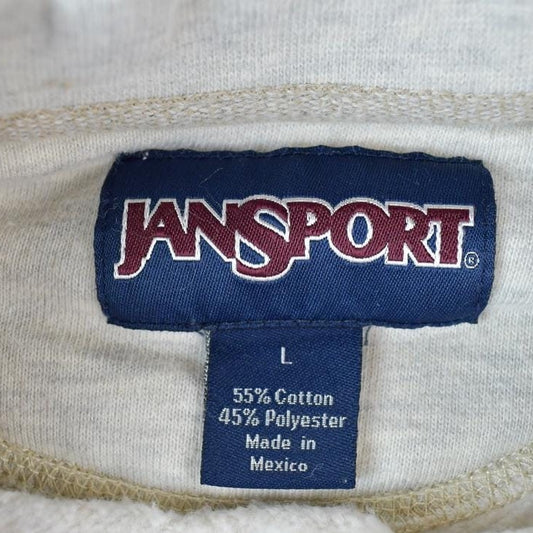 JANSPORT®
L
55% Cotton
45% Polyester
Made in
Mexico